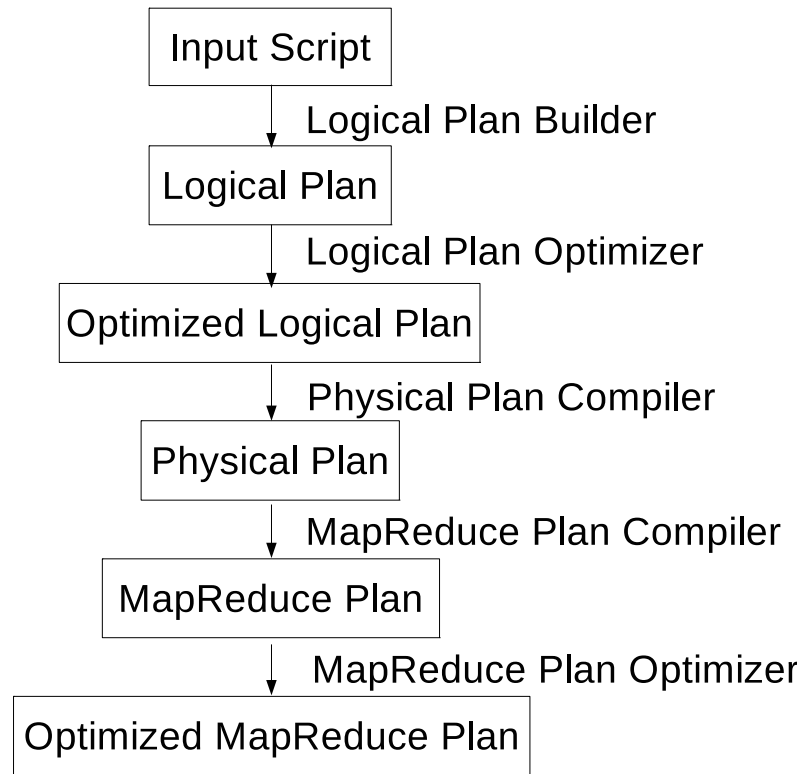 Input Script
Logical Plan Builder
Logical Plan
Logical Plan Optimizer
Optimized Logical Plan
Physical Plan Compiler
Physical Plan
MapReduce Plan Compiler
MapReduce Plan
MapReduce Plan Optimizer
Optimized MapReduce Plan